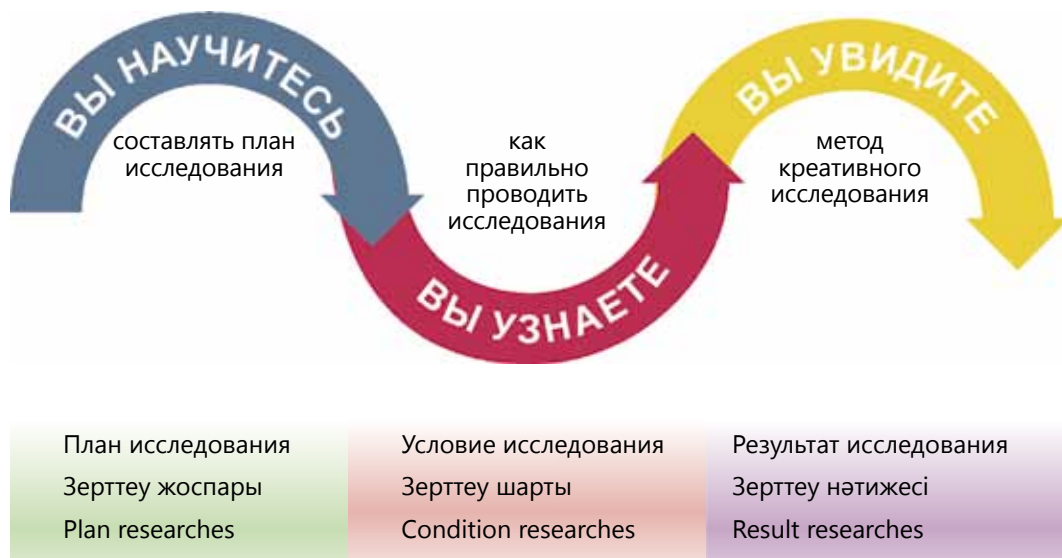 ВЫ НАУЧИТЕСЬ
составлять план
исследования
ВЫ УЗНАЕТЕ
как
правильно
проводить
исследования
ВЫ УВИДИТЕ
метод
креативного
исследования
План исследования
Зерттеу жоспары
Plan researches
Условие исследования
Зерттеу шарты
Condition researches
Результат исследования
Зерттеу нәтижесі
Result researches